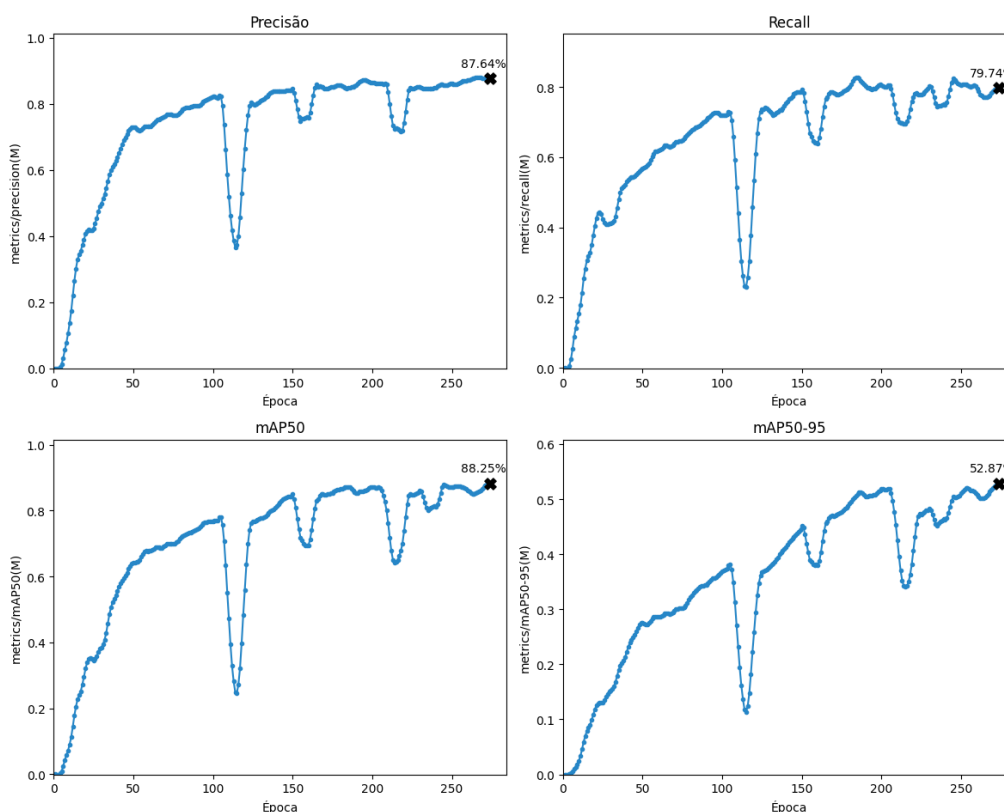 Precisão
1.0
0.8
0.6
0.4
0.2
0.0
metrics/precision(M)
87.64%
0 50 100 150 200 250
Época
Recall
0.8
0.6
0.4
0.2
0.0
metrics/recall(M)
79.74%
0 50 100 150 200 250
Época
mAP50
1.0
0.8
0.6
0.4
0.2
0.0
metrics/mAP50(M)
88.25%
0 50 100 150 200 250
Época
mAP50-95
0.6
0.5
0.4
0.3
0.2
0.1
0.0
metrics/mAP50-95(M)
52.87%
0 50 100 150 200 250
Época